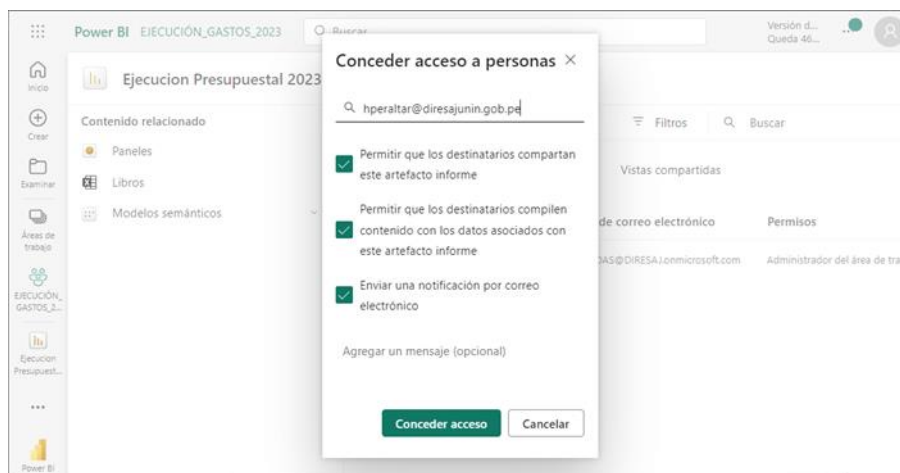 Power BI EJECUCIÓN_GASTOS_2023
Buscar
Versión d...
Queda 46...
Inicio
Crear
Examinar
Áreas de
trabajo
EJECUCIÓN_
GASTOS_2...
Ejecucion
Presupuest...
Power BI
Ejecucion Presupuestal 2023
Contenido relacionado
Paneles
Libros
Modelos semánticos
Conceder acceso a personas
hperaltar@diresajunin.gob.pe
Permitir que los destinatarios compartan
este artefacto informe
Permitir que los destinatarios compilen
contenido con los datos asociados con
este artefacto informe
Enviar una notificación por correo
electrónico
Agregar un mensaje (opcional)
Conceder acceso
Cancelar
Filtros
Buscar
Vistas compartidas
de correo electrónico
Permisos
DAS@DIRESAJ.onmicrosoft.com
Administrador del área de tra